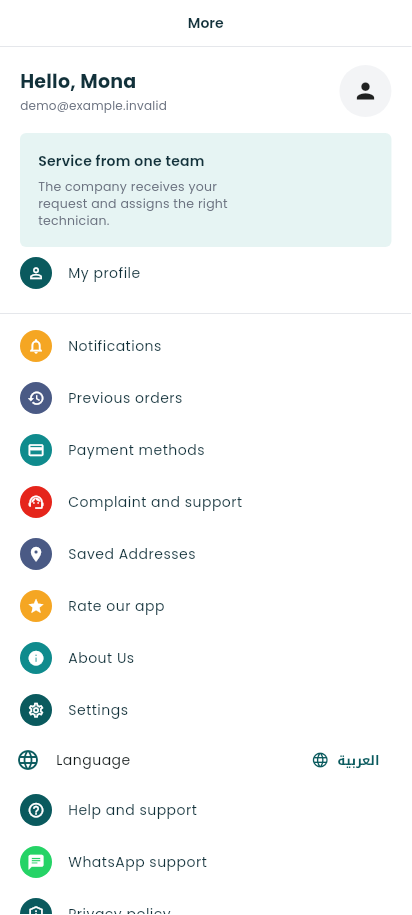 More
Hello, Mona
demo@example.invalid
Service from one team
The company receives your
request and assigns the right
technician.
My profile
Notifications
Previous orders
Payment methods
Complaint and support
Saved Addresses
Rate our app
About Us
Settings
Language
العربية
Help and support
WhatsApp support
Privacy policy